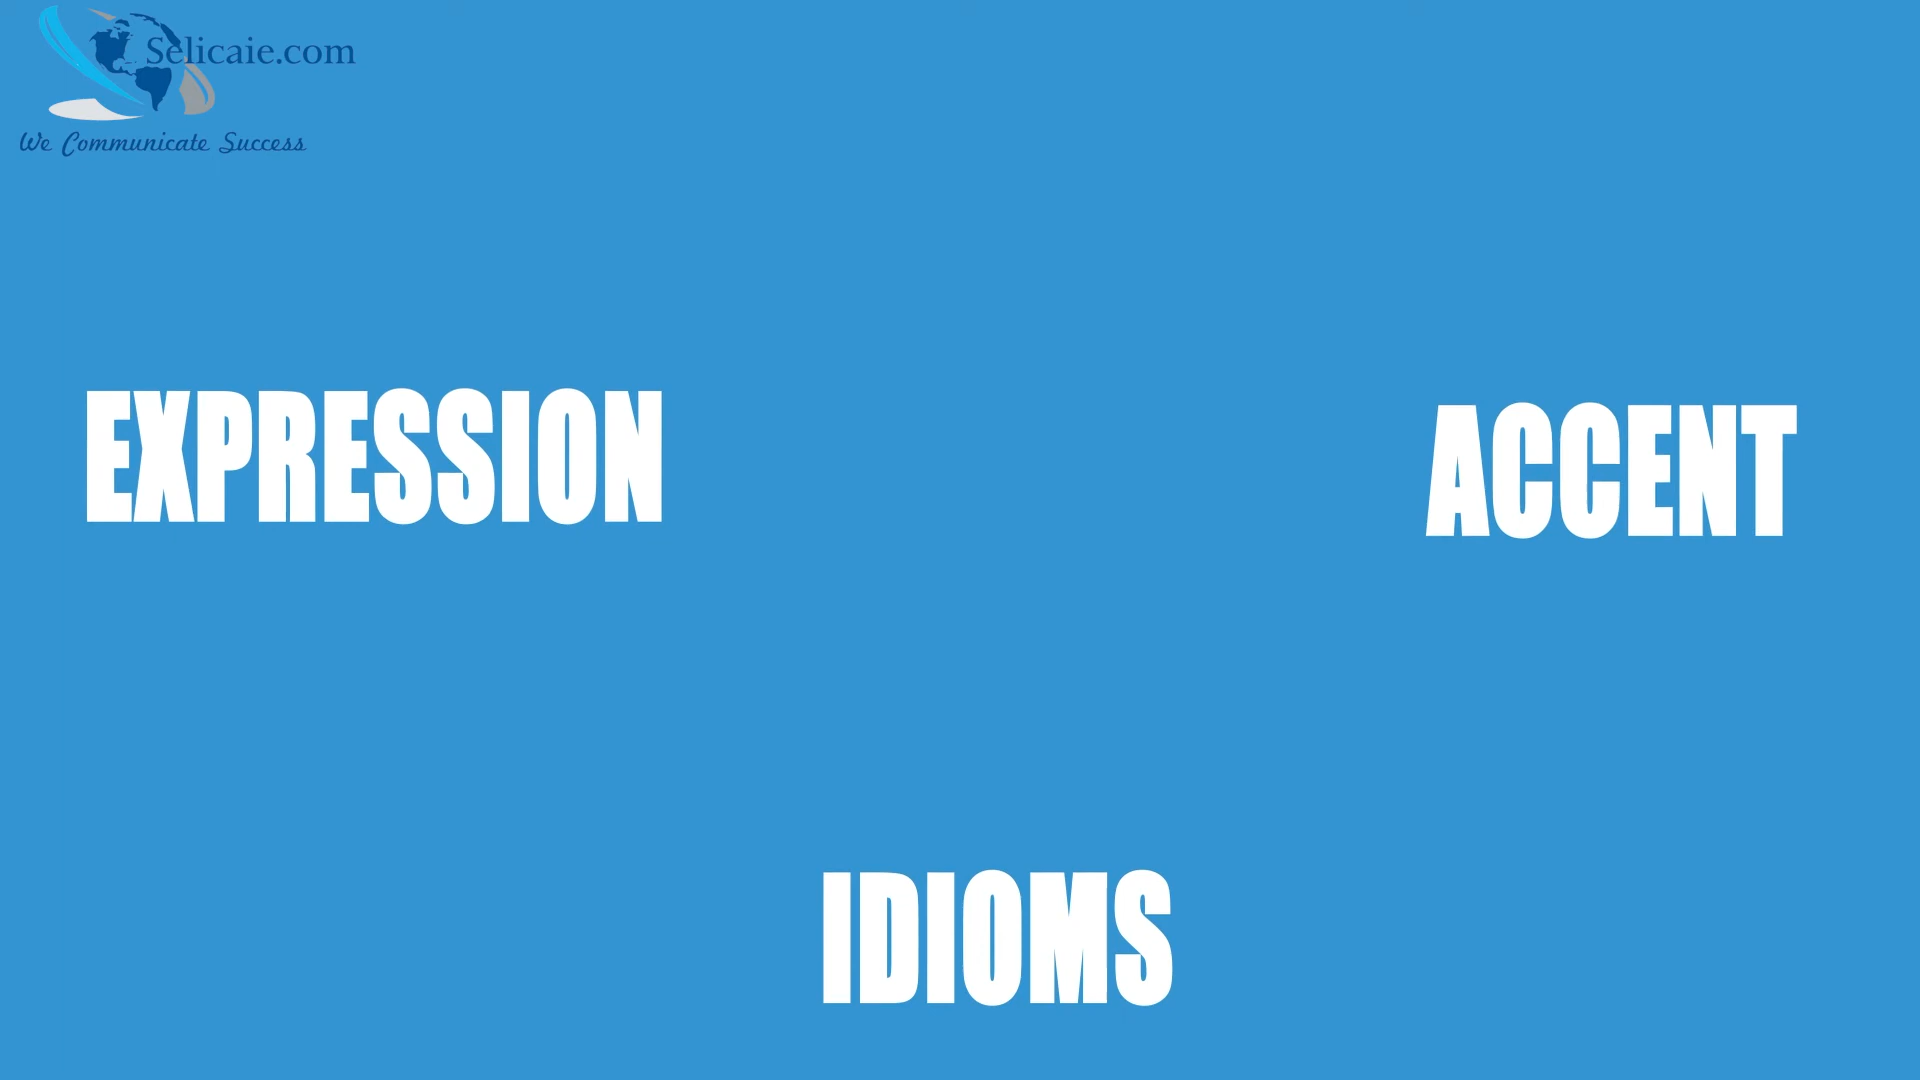 Selicaie.com
We Communicate Success
EXPRESSION
ACCENT
IDIOMS